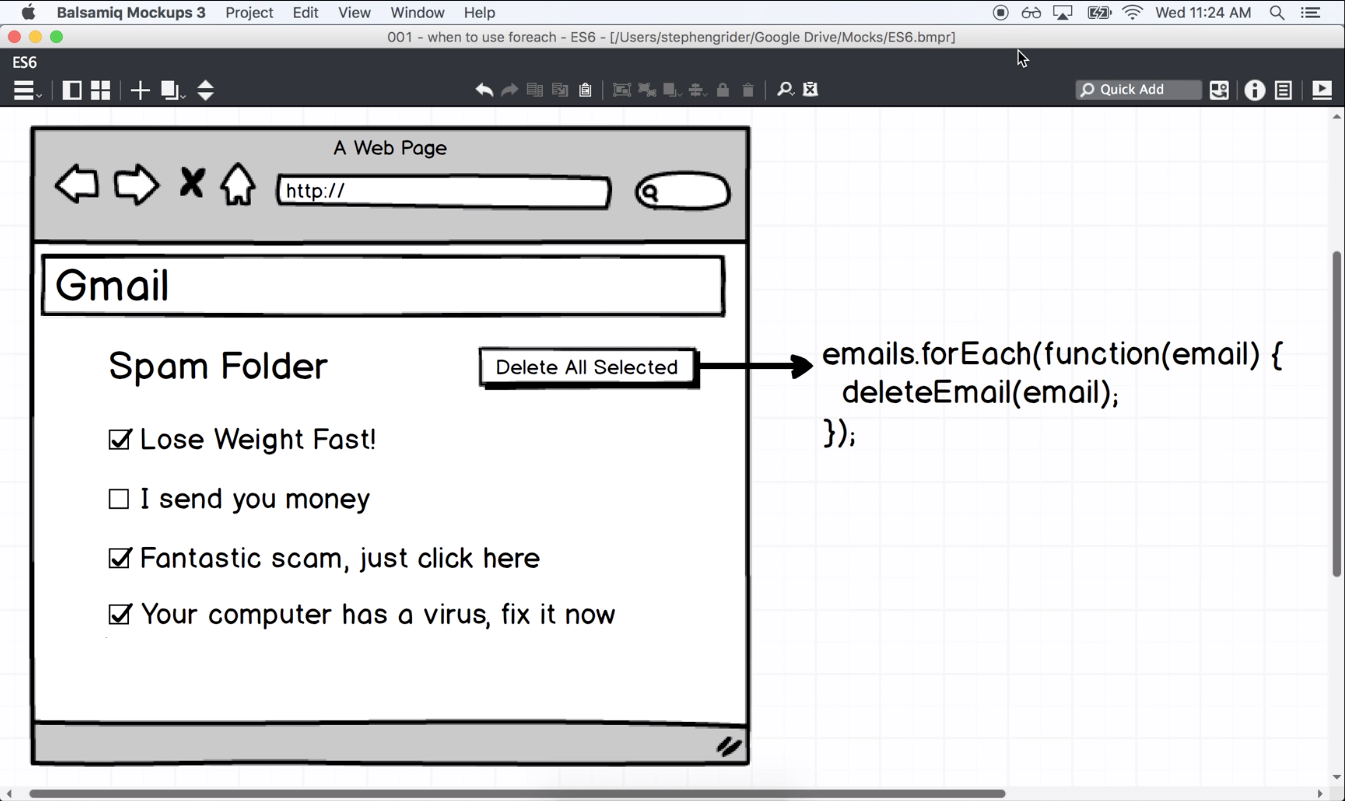 Balsamiq Mockups 3 Project Edit View Window Help Wed 11:24 AM
001 - when to use foreach - ES6 - [/Users/stephengrider/Google Drive/Mocks/ES6.bmpr]
ES6
Quick Add
A Web Page
http://
Gmail
Spam Folder
Delete All Selected
emails.forEach(function(email) {
deleteEmail(email);
});
Lose Weight Fast!
I send you money
Fantastic scam, just click here
Your computer has a virus, fix it now